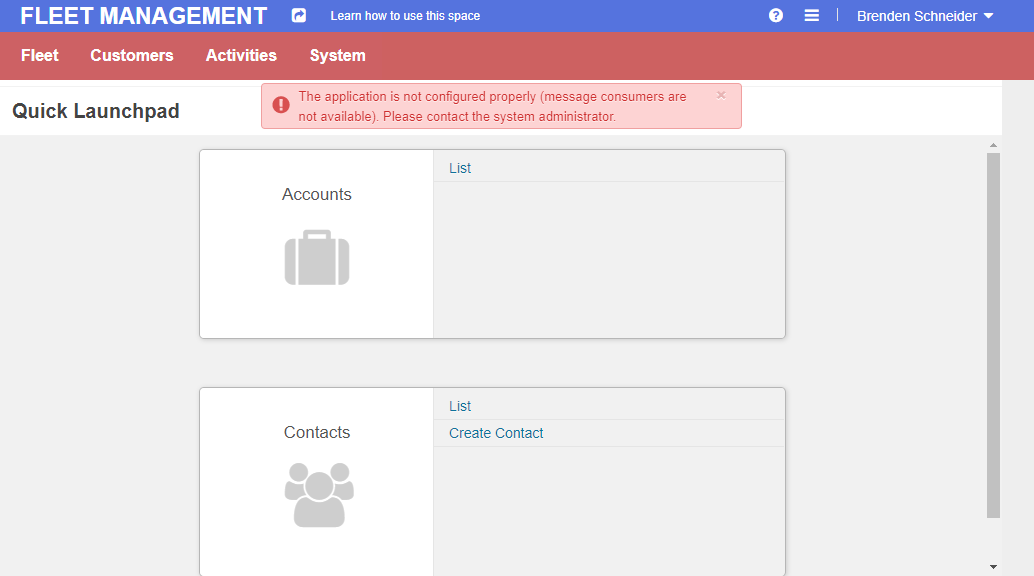 FLEET MANAGEMENT
Learn how to use this space
Brenden Schneider
Fleet
Customers
Activities
System
Quick Launchpad
The application is not configured properly (message consumers are
not available). Please contact the system administrator.
×
Accounts
List
Contacts
List
Create Contact